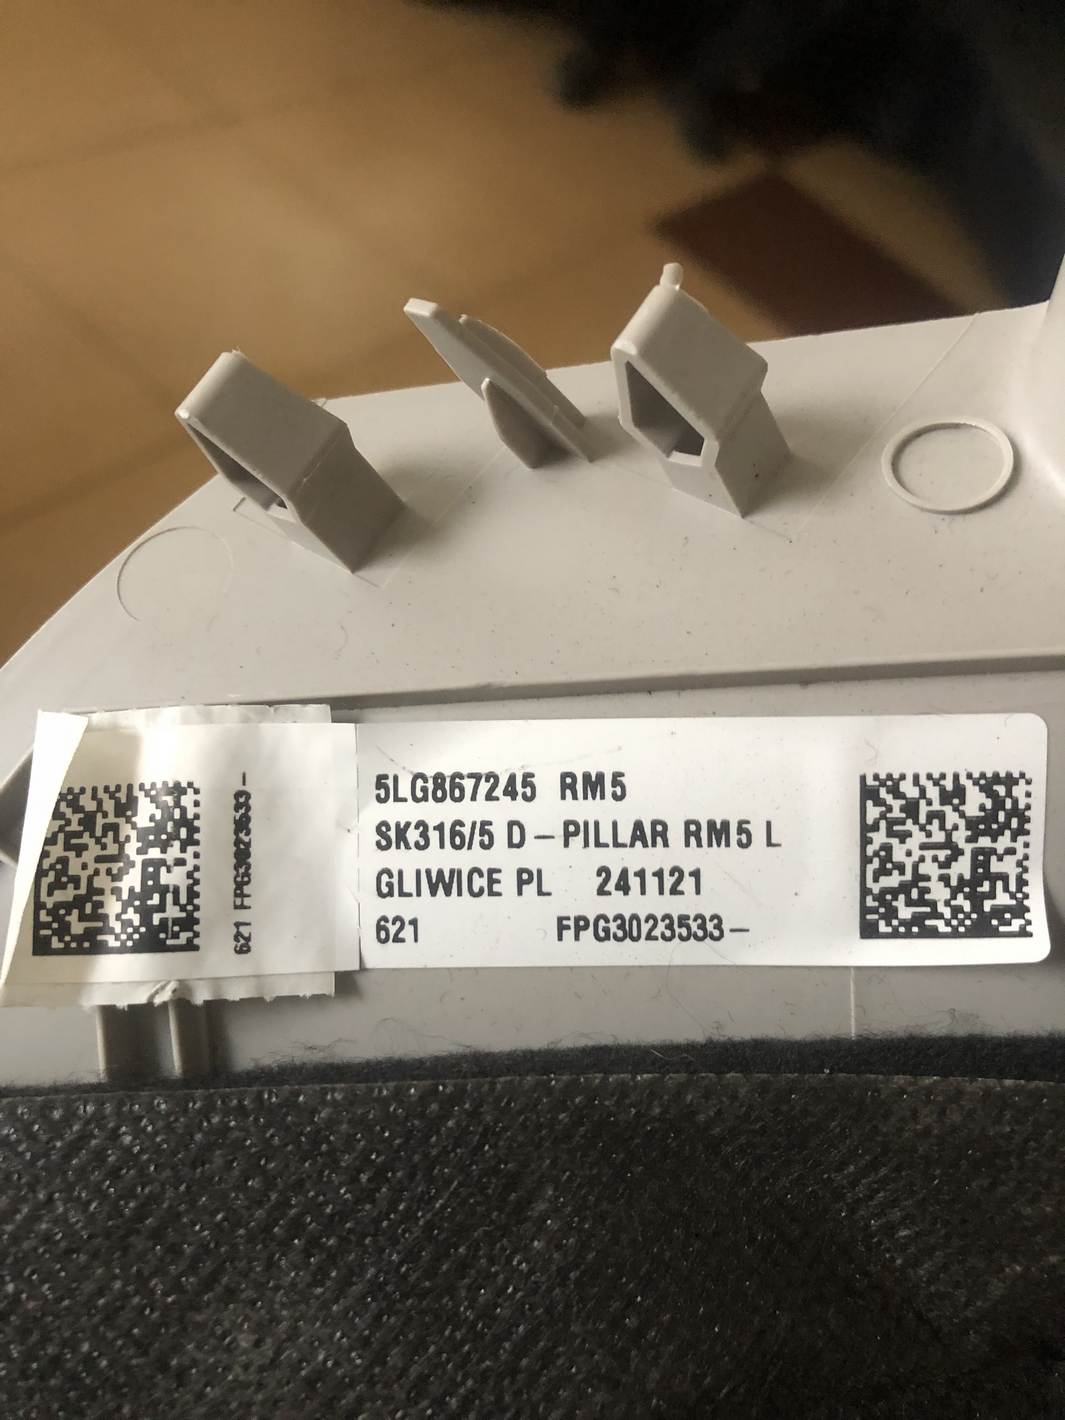 5LG867245 RM5
SK316/5 D-PILLAR RM5 L
GLIWICE PL 241121
621 FPG3023533-
621 FPG3023533-